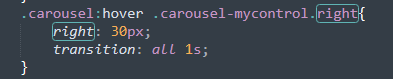 .carousel:hover .carousel-mycontrol.right{
right: 30px;
transition: all 1s;
}